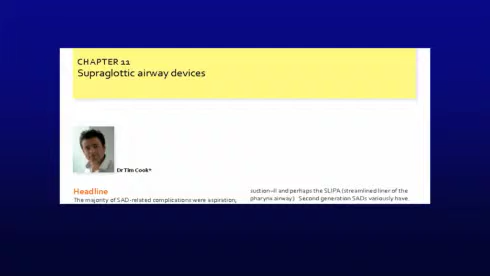 CHAPTER 11
Supraglottic airway devices
Dr Tim Cook*
Headline
The majority of SAD-related complications were aspiration,
suction-II and perhaps the SLIPA (streamlined liner of the
pharynx airway). Second generation SADs variously have